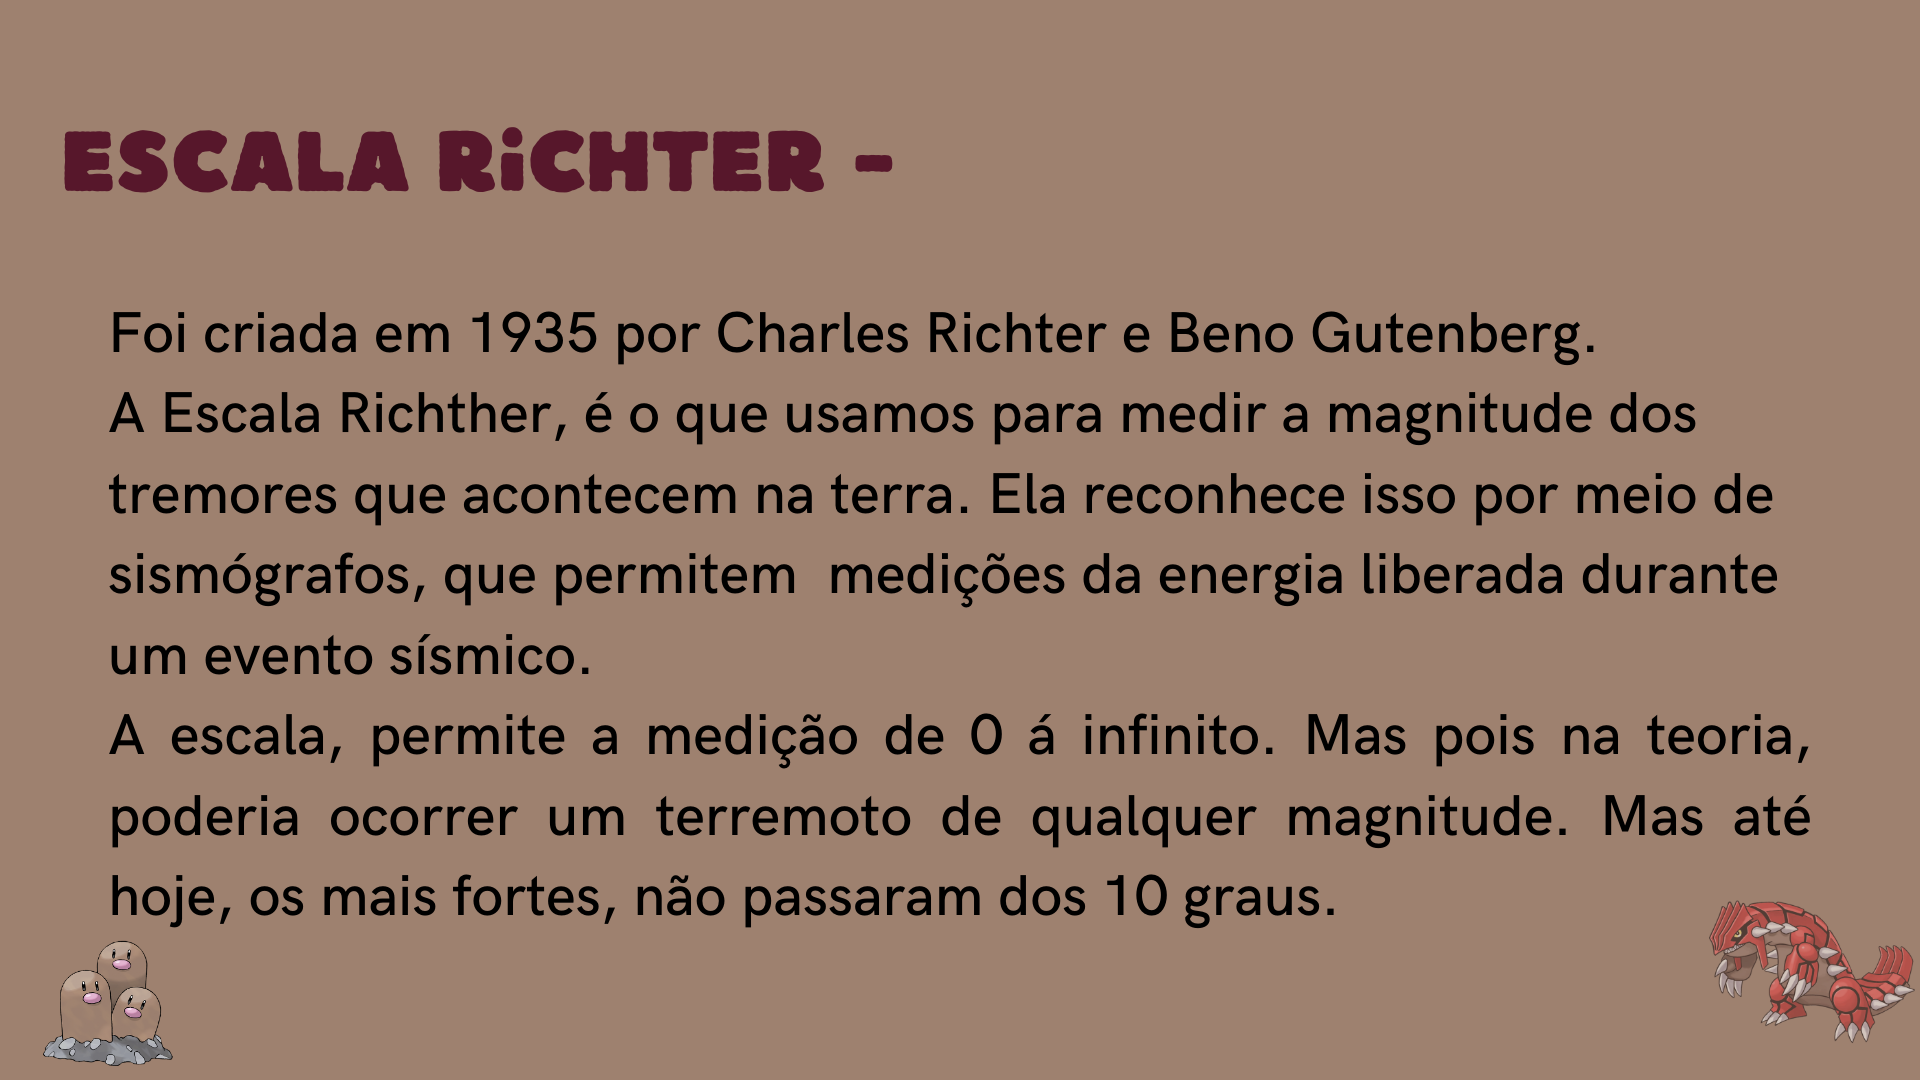 ESCALA RiCHTER -
Foi criada em 1935 por Charles Richter e Beno Gutenberg.
A Escala Richther, é o que usamos para medir a magnitude dos
tremores que acontecem na terra. Ela reconhece isso por meio de
sismógrafos, que permitem  medições da energia liberada durante
um evento sísmico.
A escala, permite a medição de 0 á infinito. Mas pois na teoria,
poderia ocorrer um terremoto de qualquer magnitude. Mas até
hoje, os mais fortes, não passaram dos 10 graus.